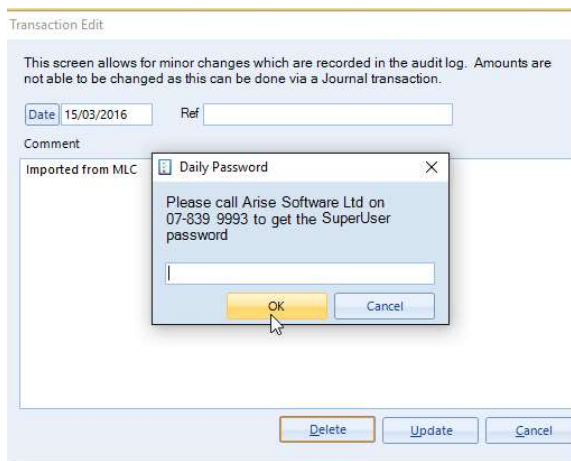 Transaction Edit
This screen allows for minor changes which are recorded in the audit log. Amounts are
not able to be changed as this can be done via a Journal transaction.
Date 15/03/2016 Ref
Comment
Imported from MLC
Daily Password
Please call Arise Software Ltd on
07-839 9993 to get the SuperUser
password
OK Cancel
Delete Update Cancel